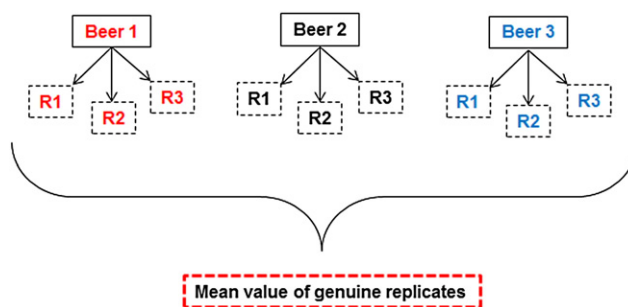 Beer 1 Beer 2 Beer 3
R1 R2 R3 R1 R2 R3 R1 R2 R3
Mean value of genuine replicates